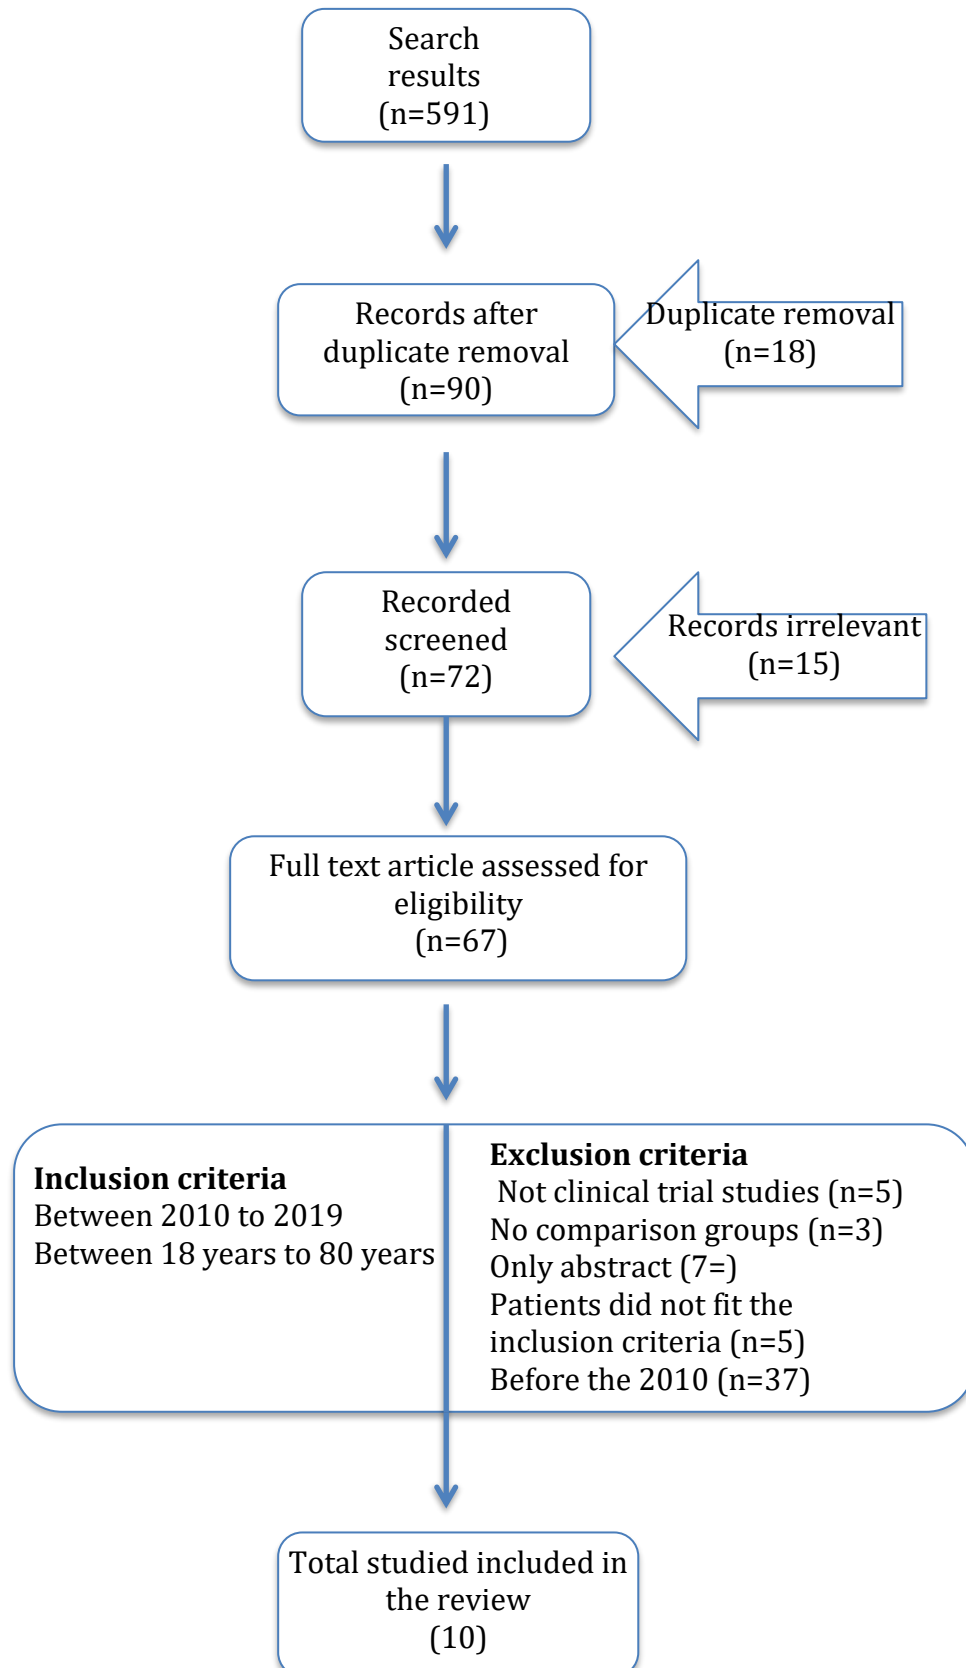 Search
results
(n=591)
Records after
duplicate removal
(n=90)
Duplicate removal
(n=18)
Recorded
screened
(n=72)
Records irrelevant
(n=15)
Full text article assessed for
eligibility
(n=67)
Inclusion criteria
Between 2010 to 2019
Between 18 years to 80 years
Exclusion criteria
Not clinical trial studies (n=5)
No comparison groups (n=3)
Only abstract (7=)
Patients did not fit the
inclusion criteria (n=5)
Before the 2010 (n=37)
Total studied included in
the review
(10)